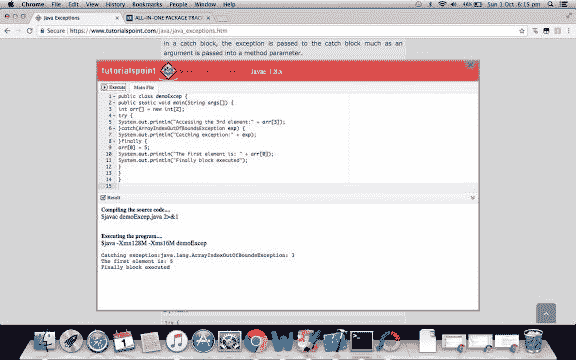 Chrome File Edit View History Bookmarks People Window Help
46% Sun 1 Oct 8:15 pm
Java Exceptions
ALL-IN-ONE PACKAGE TRAC
Secure https://www.tutorialspoint.com/java/java_exceptions.htm
In a catch block, the exception is passed to the catch block much as an
argument is passed into a method parameter.
tutorialspoint
Javac 1.8.x
Execute Main File
1 public class demoExcep {
2 public static void main(String args[]) {
3 int arr[] = new int[2];
4 try {
5 System.out.println("Accessing the 3rd element:" + arr[3]);
6 }catch(ArrayIndexOutOfBoundsException exp) {
7 System.out.println("Catching exception:" + exp);
8 }finally {
9 arr[0] = 5;
10 System.out.println("The first element is: " + arr[0]);
11 System.out.println("Finally block executed");
12 }
13 }
14 }
15
Result
Compiling the source code....
$javac demoExcep.java 2>&1
Executing the program....
$java -Xmx128M -Xms16M demoExcep
Catching exception:java.lang.ArrayIndexOutOfBoundsException: 3
The first element is: 5
Finally block executed
try {